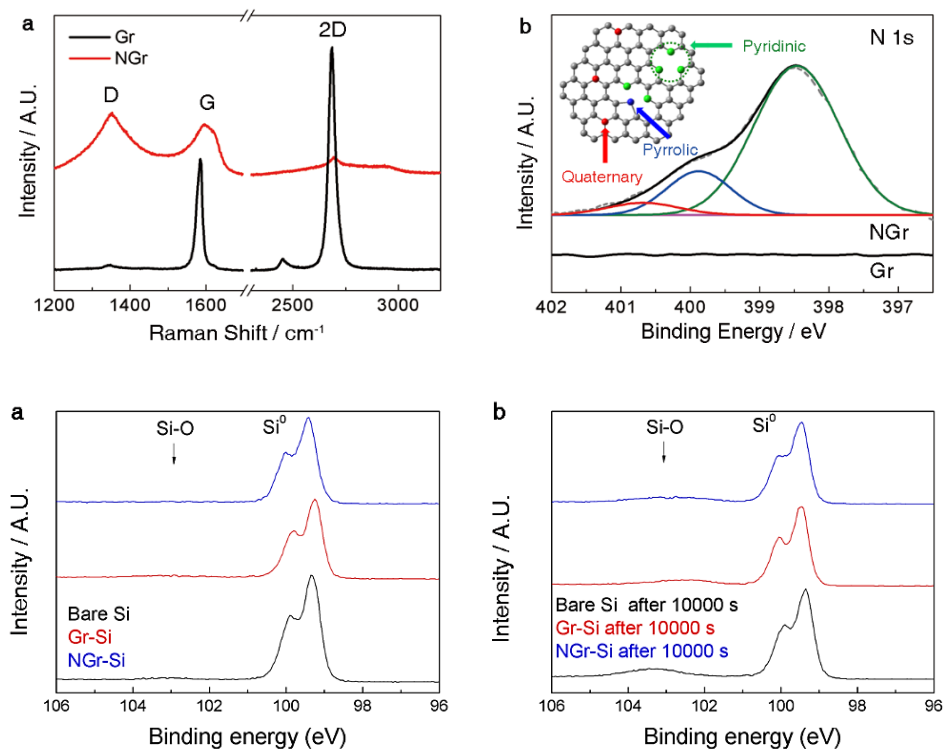 a
Gr
NGr
D
G
2D
Intensity / A.U.
1200 1400 1600 2500 3000
Raman Shift / cm⁻¹
b
N 1s
Pyridinic
Pyrrolic
Quaternary
NGr
Gr
Intensity / A.U.
402 401 400 399 398 397
Binding Energy / eV
a
Si-O
Si⁰
Intensity / A.U.
Bare Si
Gr-Si
NGr-Si
106 104 102 100 98 96
Binding energy (eV)
b
Si-O
Si⁰
Intensity / A.U.
Bare Si after 10000 s
Gr-Si after 10000 s
NGr-Si after 10000 s
106 104 102 100 98 96
Binding energy (eV)